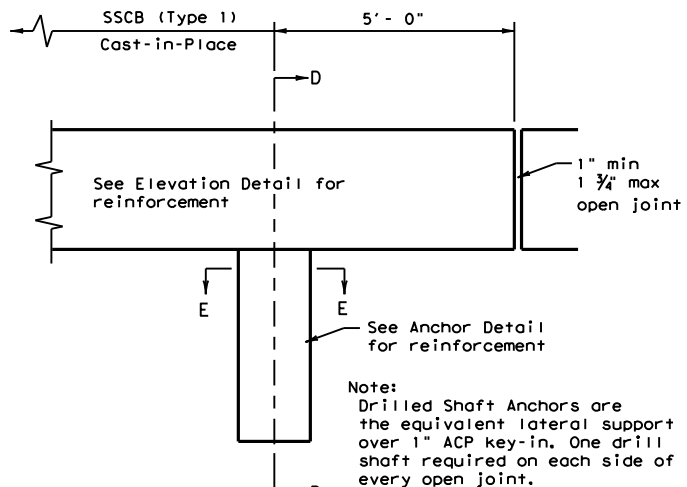 SSCB (Type 1)
5'- 0"
Cast-in-Place
D
1" min
1 ¾" max
open joint
See Elevation Detail for
reinforcement
E
E
See Anchor Detail
for reinforcement
Note:
Drilled Shaft Anchors are
the equivalent lateral support
over 1" ACP key-in. One drill
shaft required on each side of
every open joint.